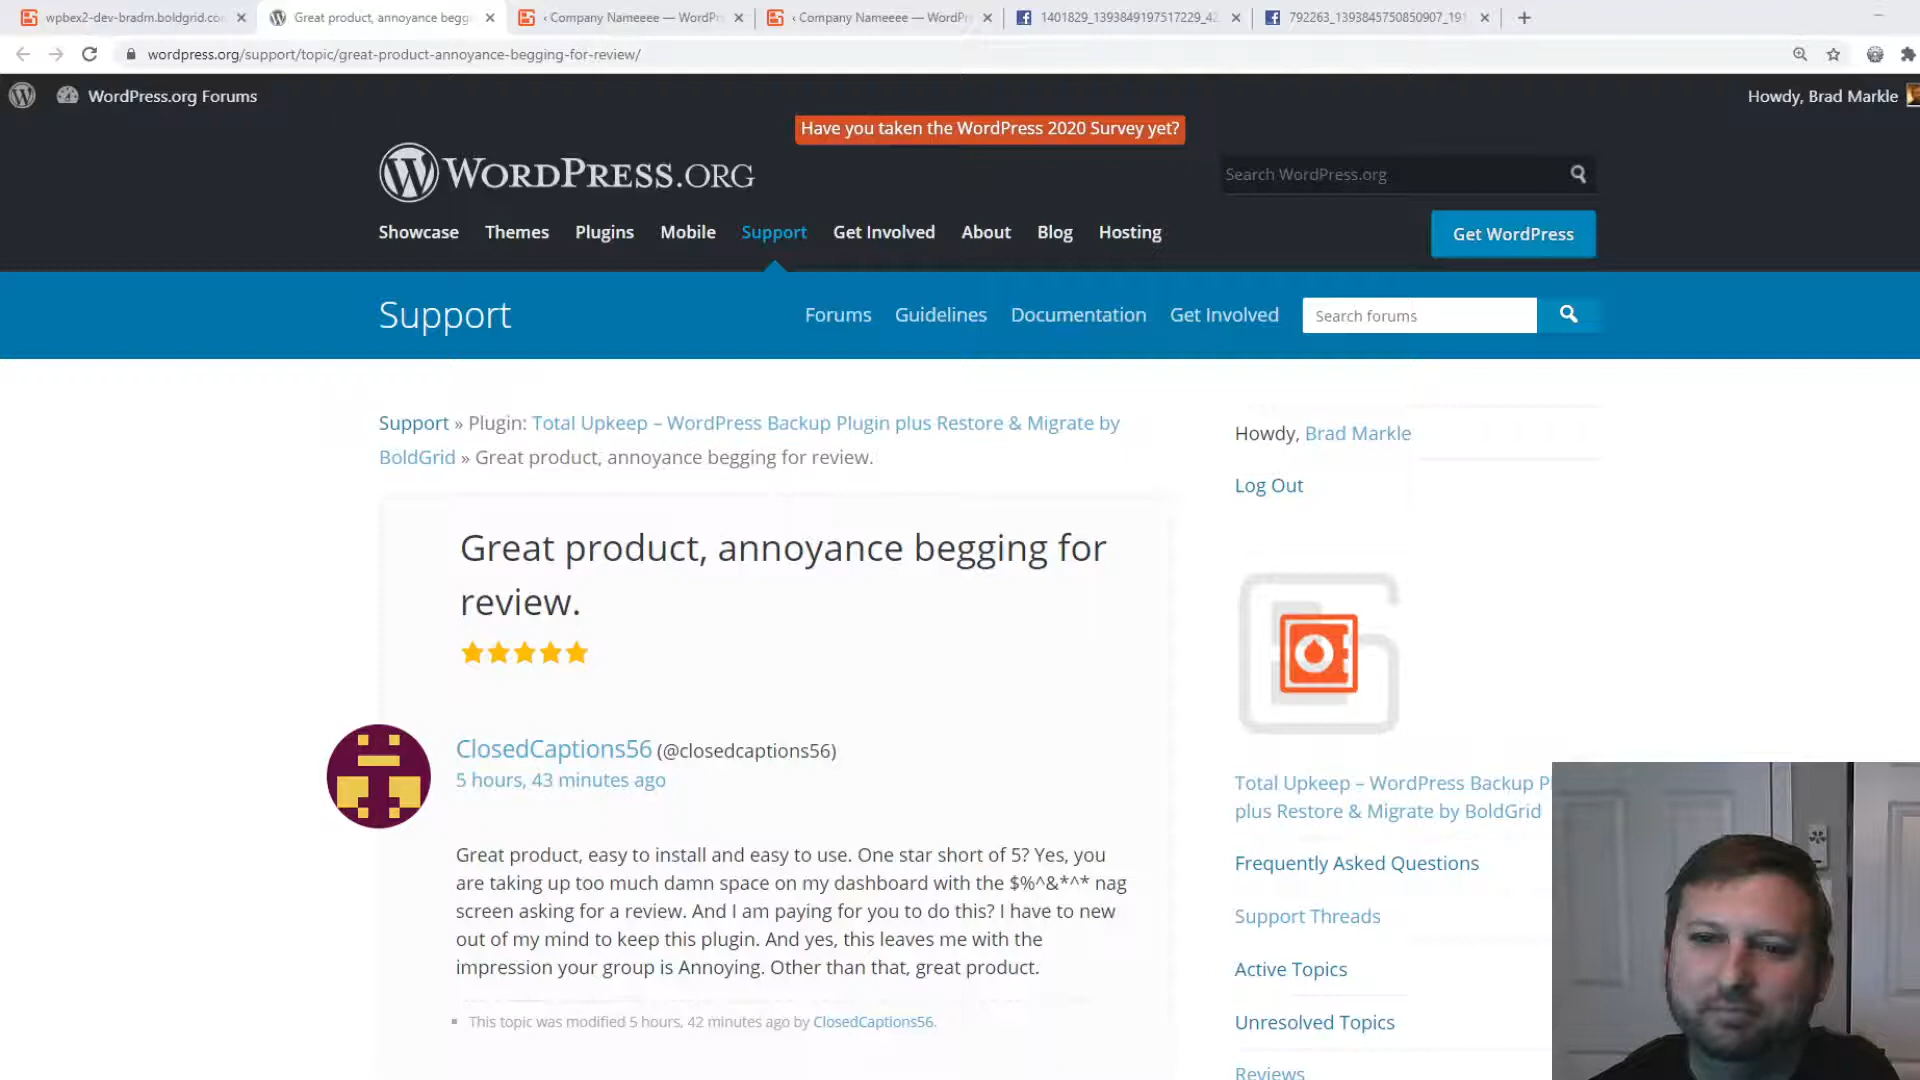 wpbex2-dev-bradm.boldgrid.co
Great product, annoyance begg
‹ Company Nameeee — WordPr
‹ Company Nameeee — WordPr
1401829_1393849197517229_42
792263_1393845750850907_191
wordpress.org/support/topic/great-product-annoyance-begging-for-review/
WordPress.org Forums
Howdy, Brad Markle
Have you taken the WordPress 2020 Survey yet?
WORDPRESS.ORG
Search WordPress.org
Showcase Themes Plugins Mobile Support Get Involved About Blog Hosting
Get WordPress
Support
Forums Guidelines Documentation Get Involved
Search forums
Support » Plugin: Total Upkeep – WordPress Backup Plugin plus Restore & Migrate by
BoldGrid » Great product, annoyance begging for review.
Great product, annoyance begging for
review.
ClosedCaptions56 (@closedcaptions56)
5 hours, 43 minutes ago
Great product, easy to install and easy to use. One star short of 5? Yes, you
are taking up too much damn space on my dashboard with the $%^&*^* nag
screen asking for a review. And I am paying for you to do this? I have to new
out of my mind to keep this plugin. And yes, this leaves me with the
impression your group is Annoying. Other than that, great product.
This topic was modified 5 hours, 42 minutes ago by ClosedCaptions56.
Howdy, Brad Markle
Log Out
Total Upkeep – WordPress Backup P
plus Restore & Migrate by BoldGrid
Frequently Asked Questions
Support Threads
Active Topics
Unresolved Topics
Reviews